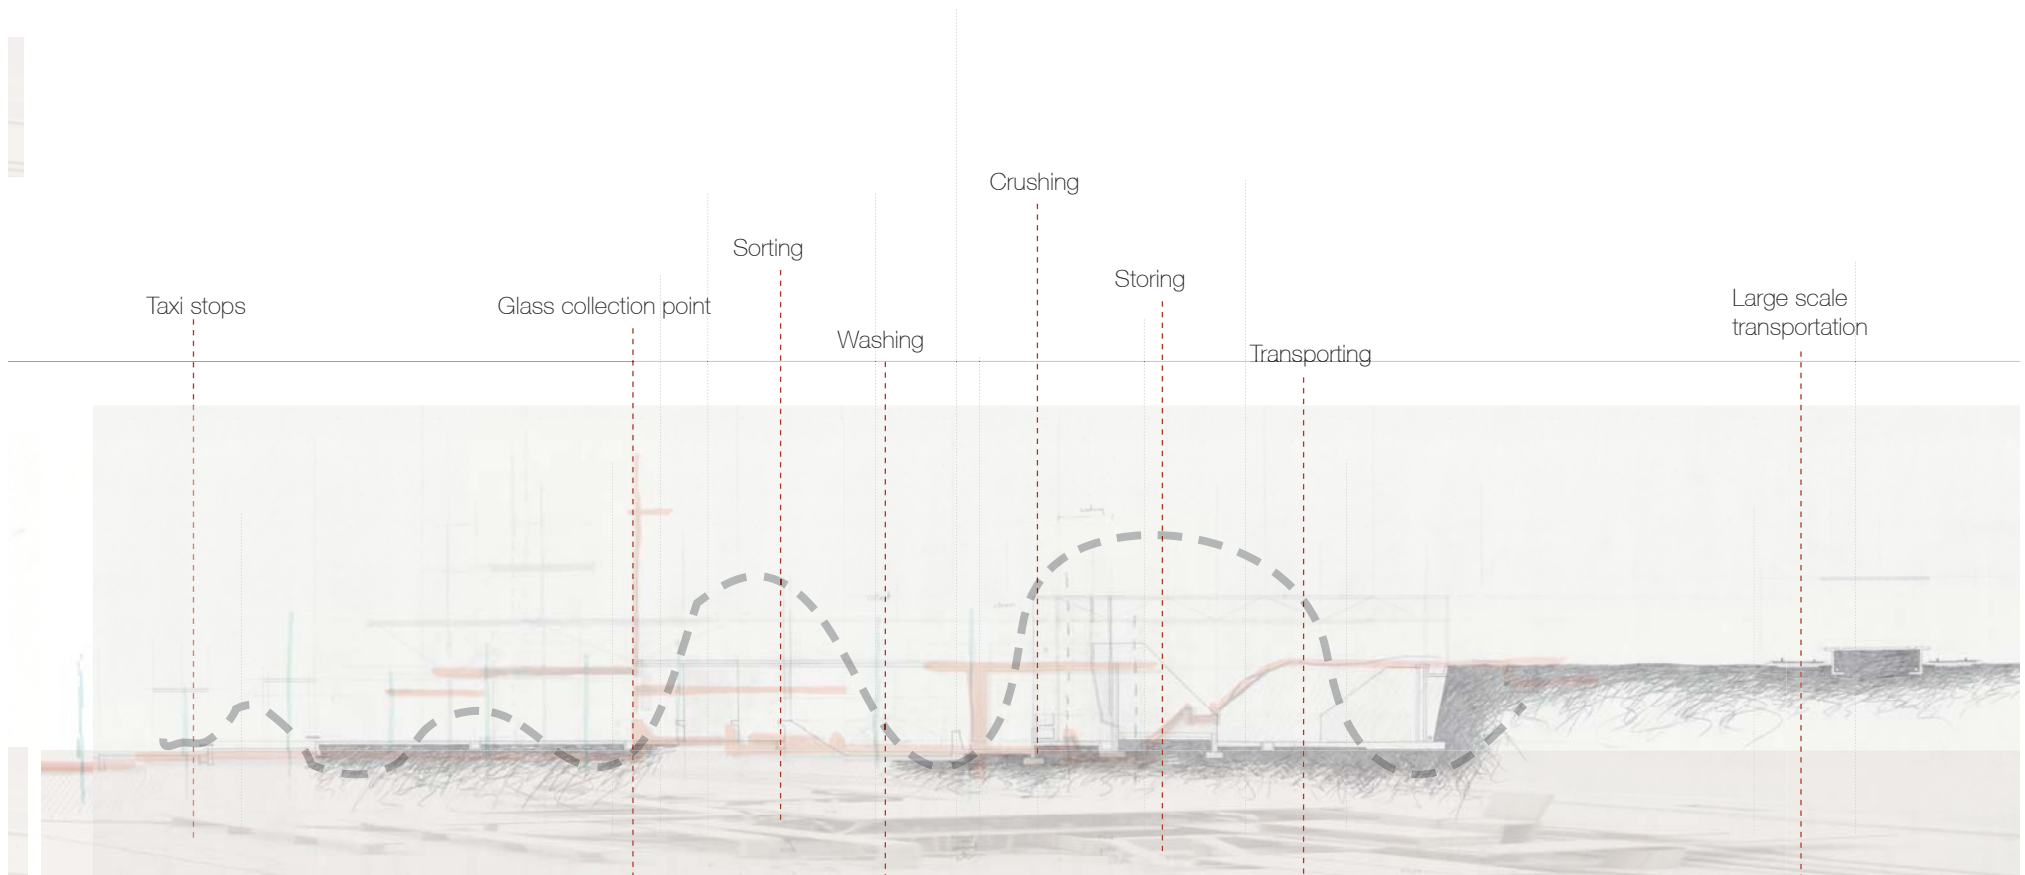 Taxi stops
Glass collection point
Sorting
Washing
Crushing
Storing
Transporting
Large scale
transportation